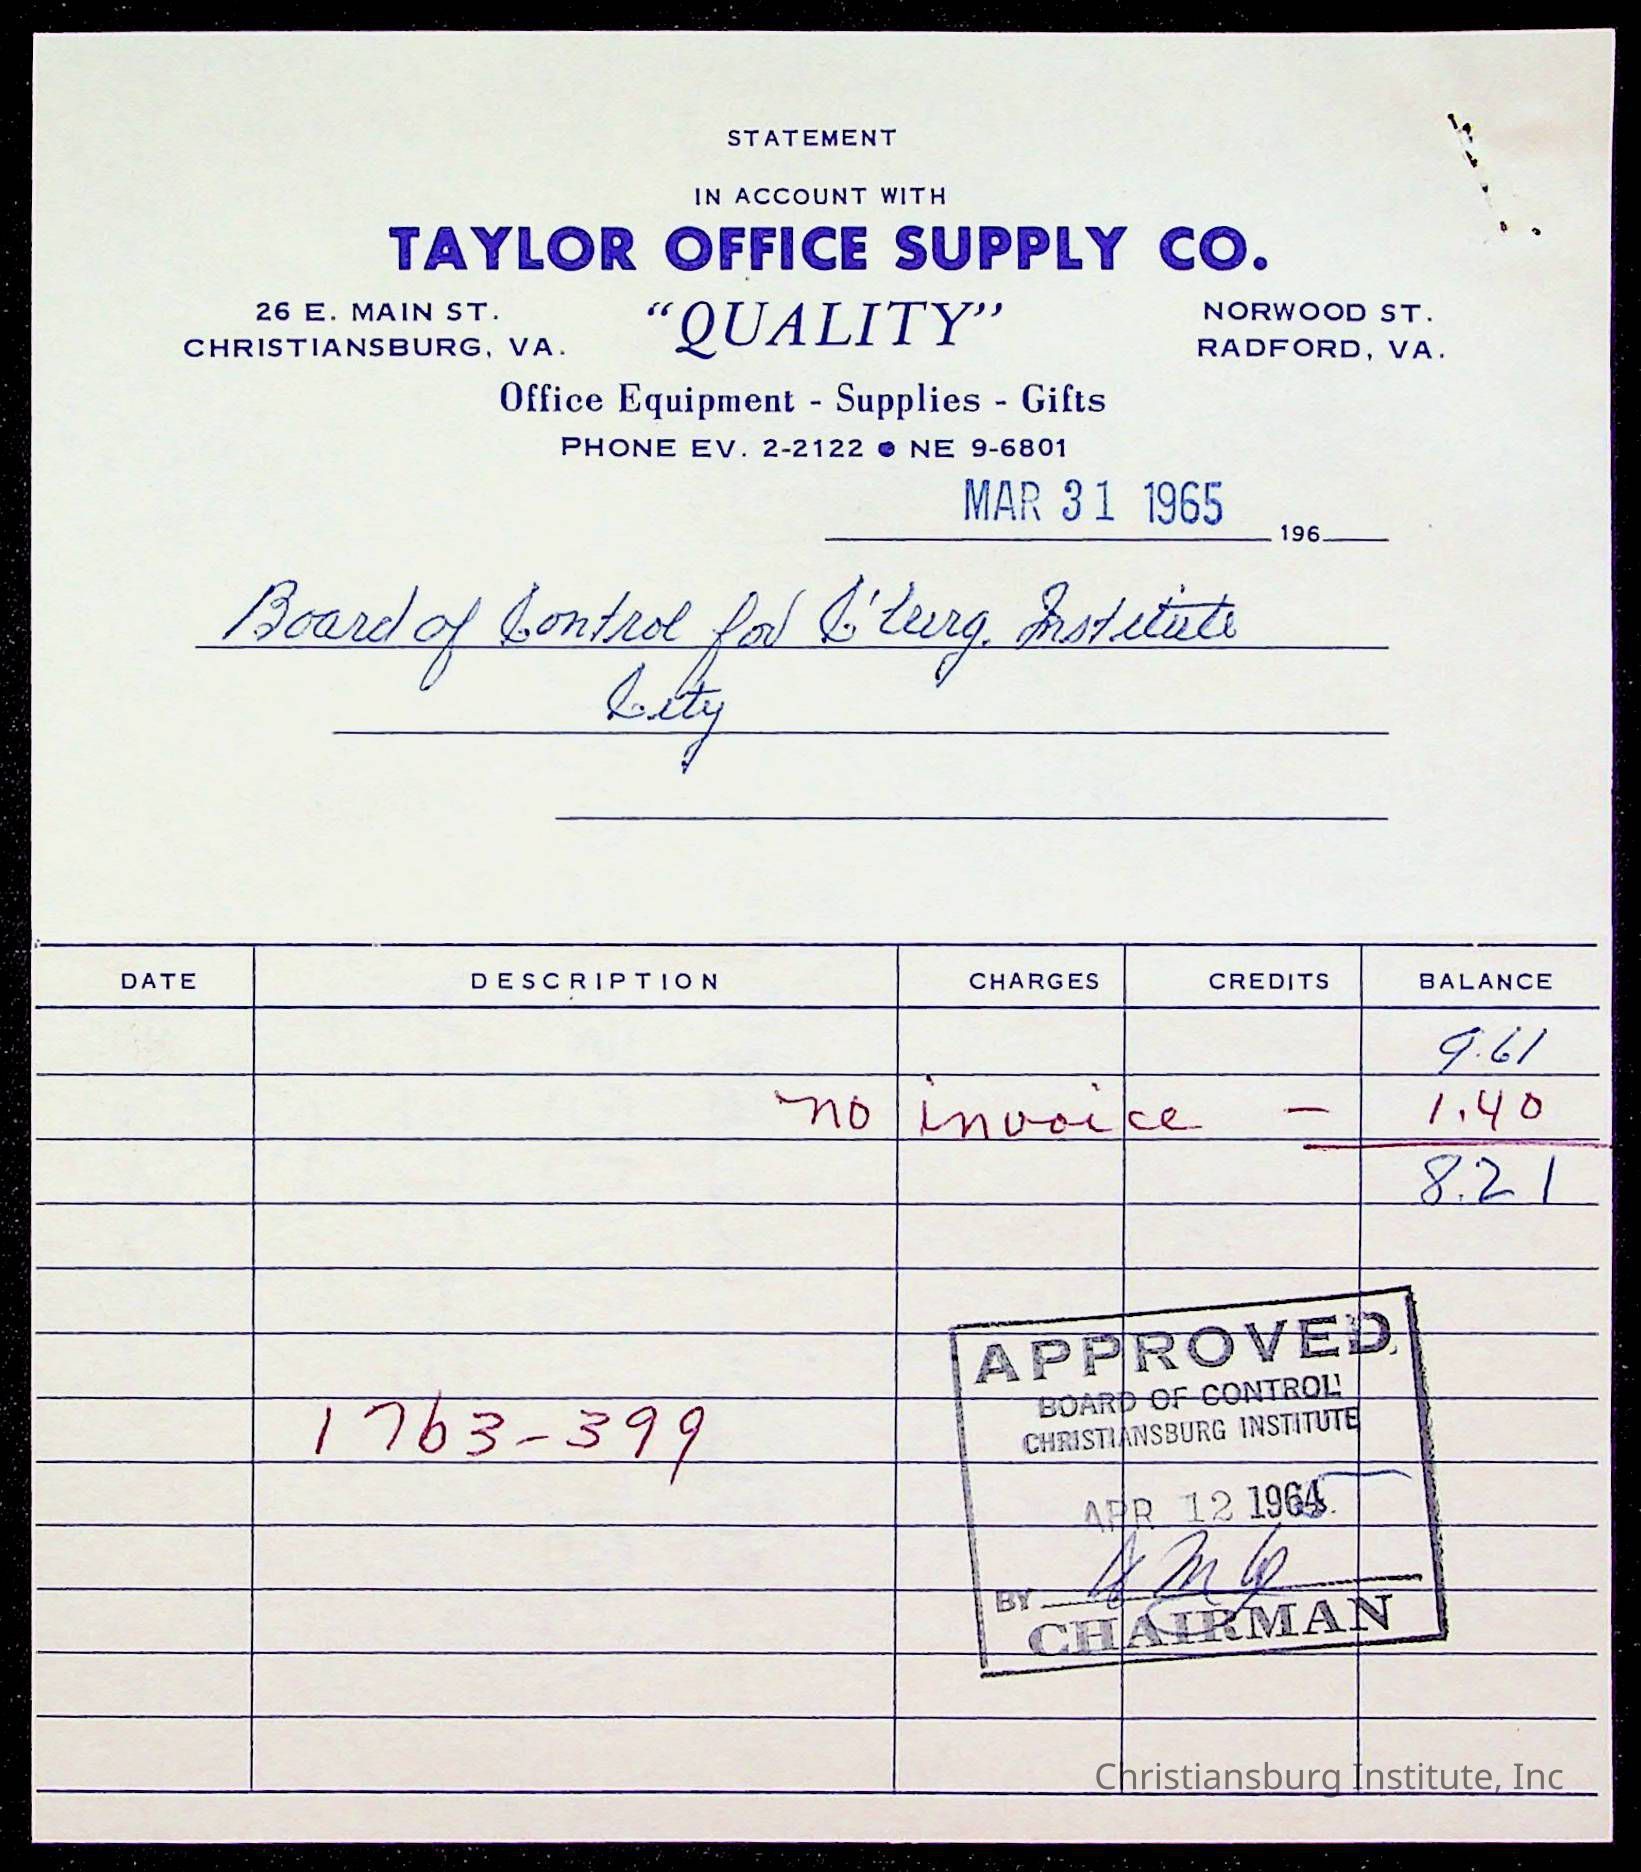 STATEMENT
IN ACCOUNT WITH
TAYLOR OFFICE SUPPLY CO.
26 E. MAIN ST.
CHRISTIANSBURG, VA.
"QUALITY"
NORWOOD ST.
RADFORD, VA.
Office Equipment - Supplies - Gifts
PHONE EV. 2-2122 • NE 9-6801
MAR 31 1965 196
Board of Control for C'burg. Institute
City
DATE DESCRIPTION CHARGES CREDITS BALANCE
9.61
no invoice - 1.40
8.21
APPROVED
BOARD OF CONTROL
CHRISTIANSBURG INSTITUTE
1763-399
APR 12 1965
BY
CHAIRMAN
Christiansburg Institute, Inc